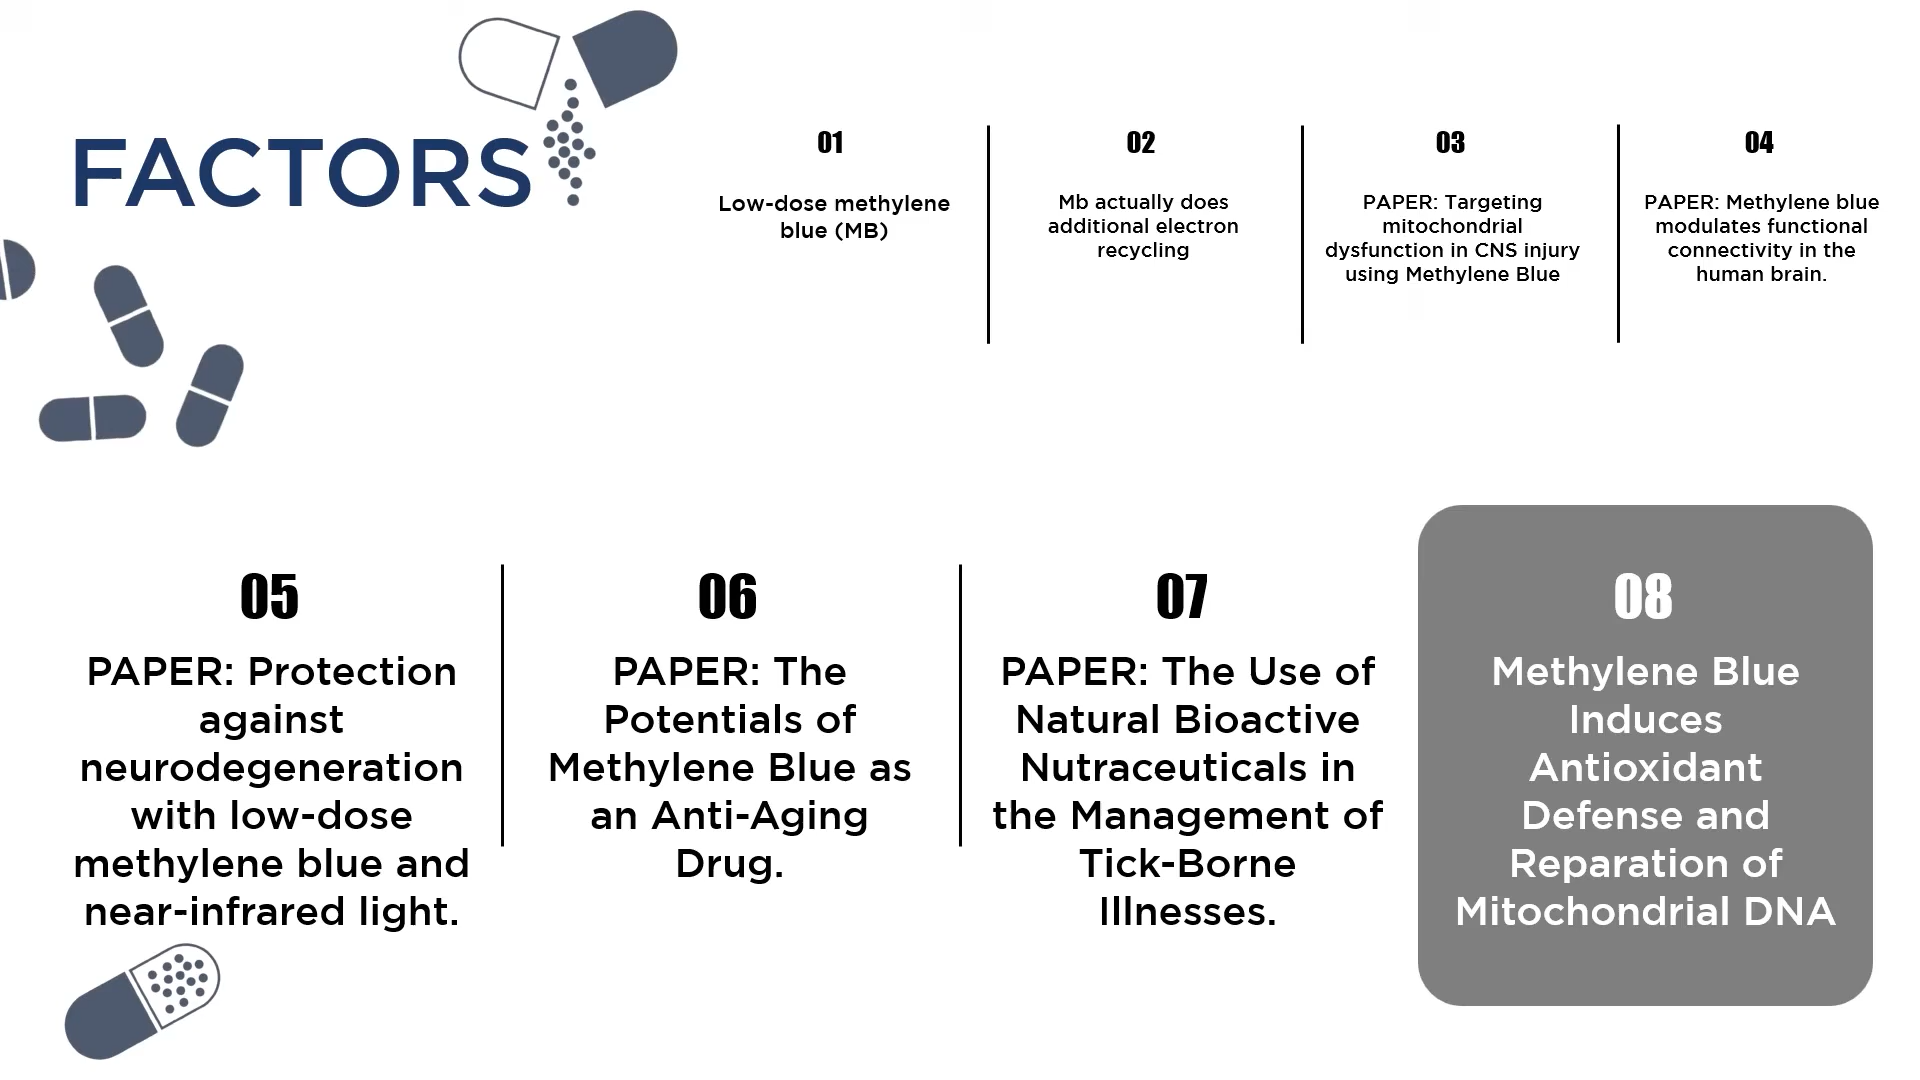 FACTORS
01
Low-dose methylene
blue (MB)
02
Mb actually does
additional electron
recycling
03
PAPER: Targeting
mitochondrial
dysfunction in CNS injury
using Methylene Blue
04
PAPER: Methylene blue
modulates functional
connectivity in the
human brain.
05
PAPER: Protection
against
neurodegeneration
with low-dose
methylene blue and
near-infrared light.
06
PAPER: The
Potentials of
Methylene Blue as
an Anti-Aging
Drug.
07
PAPER: The Use of
Natural Bioactive
Nutraceuticals in
the Management of
Tick-Borne
Illnesses.
08
Methylene Blue
Induces
Antioxidant
Defense and
Reparation of
Mitochondrial DNA